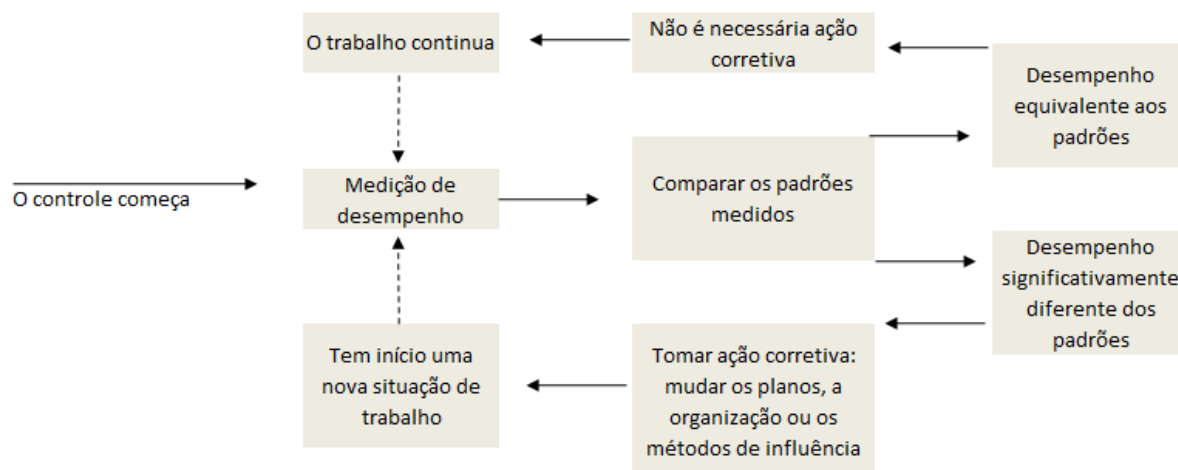 O trabalho continua
Não é necessária ação
corretiva
Desempenho
equivalente aos
padrões
O controle começa
Medição de
desempenho
Comparar os padrões
medidos
Desempenho
significativamente
diferente dos
padrões
Tem início uma
nova situação de
trabalho
Tomar ação corretiva:
mudar os planos, a
organização ou os
métodos de influência